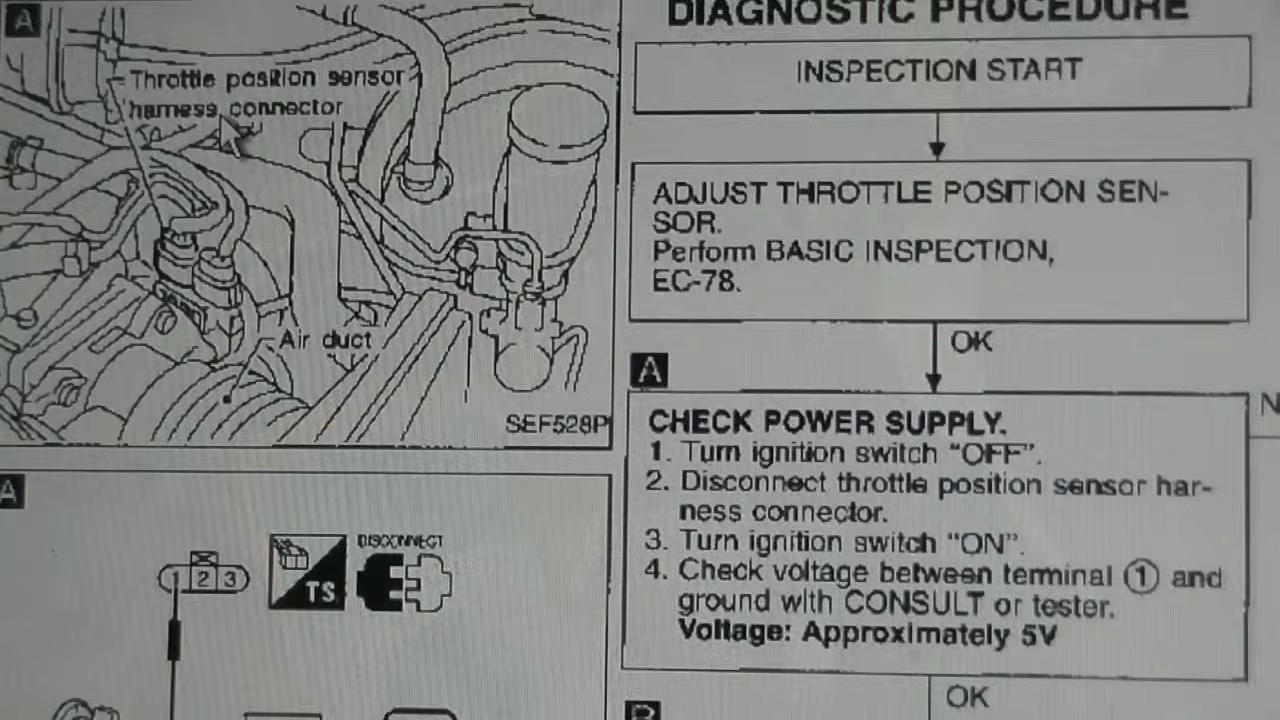 A
Throttle position sensor
harness connector
Air duct
SEF528P
A
2 3
TS
DISCONNECT
DIAGNOSTIC PROCEDURE
INSPECTION START
ADJUST THROTTLE POSITION SEN-
SOR.
Perform BASIC INSPECTION,
EC-78.
OK
A
CHECK POWER SUPPLY.
1. Turn ignition switch "OFF".
2. Disconnect throttle position sensor har-
ness connector.
3. Turn ignition switch "ON".
4. Check voltage between terminal ① and
ground with CONSULT or tester.
Voltage: Approximately 5V
N
OK
B